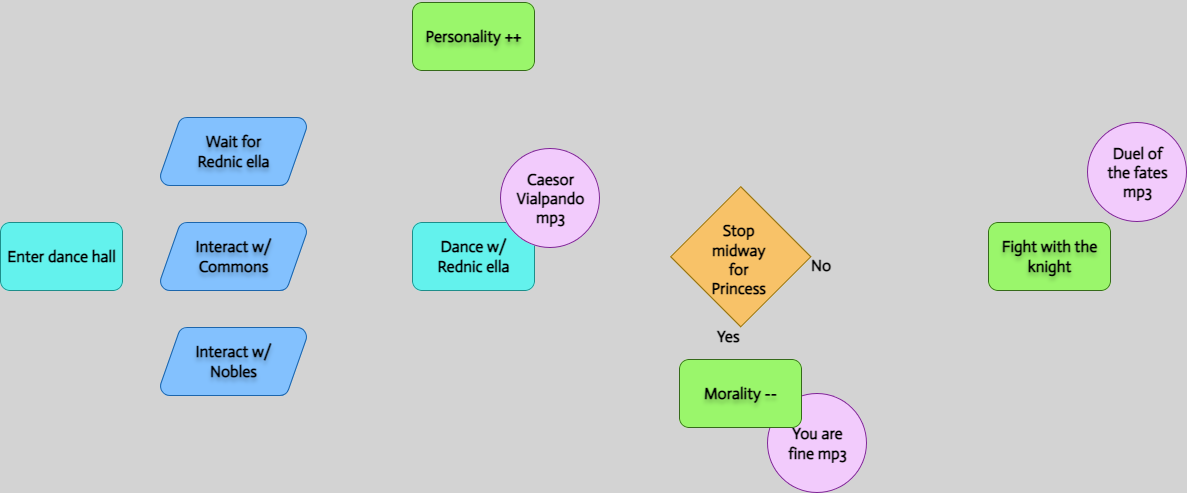 Personality ++
Wait for
Rednic ella
Caesor
Vialpando
mp3
Duel of
the fates
mp3
Enter dance hall
Interact w/
Commons
Dance w/
Rednic ella
Stop
midway
for
Princess
No
Fight with the
knight
Yes
Interact w/
Nobles
Morality --
You are
fine mp3